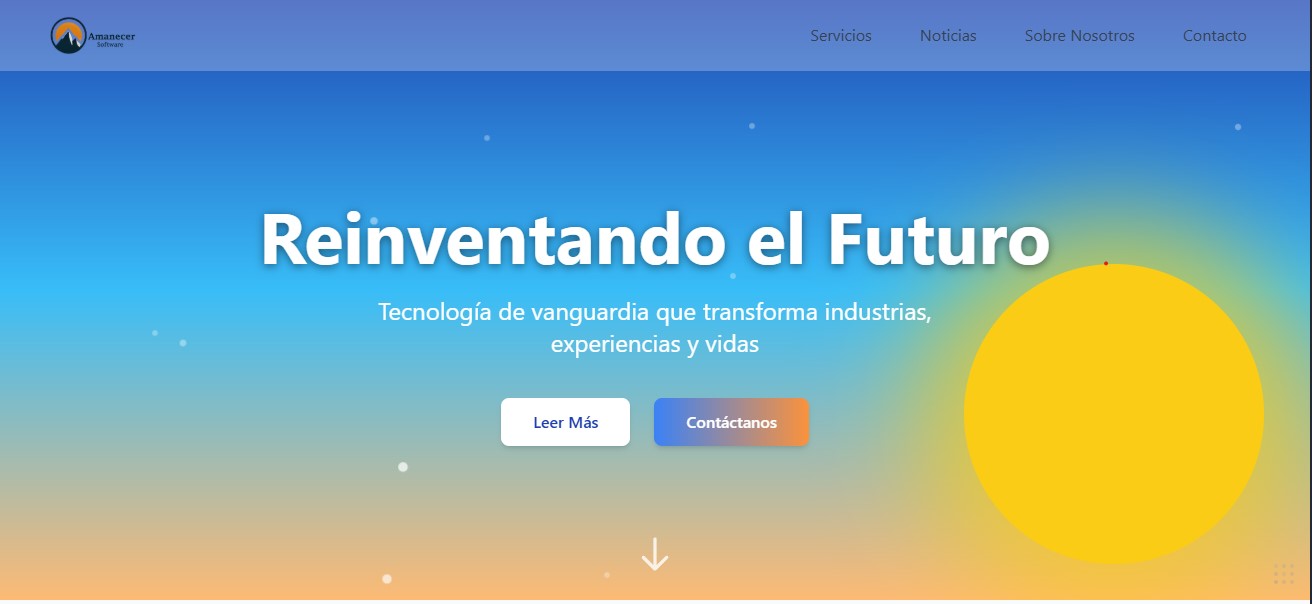 Amanecer
Software
Servicios
Noticias
Sobre Nosotros
Contacto
Reinventando el Futuro
Tecnología de vanguardia que transforma industrias,
experiencias y vidas
Leer Más
Contáctanos